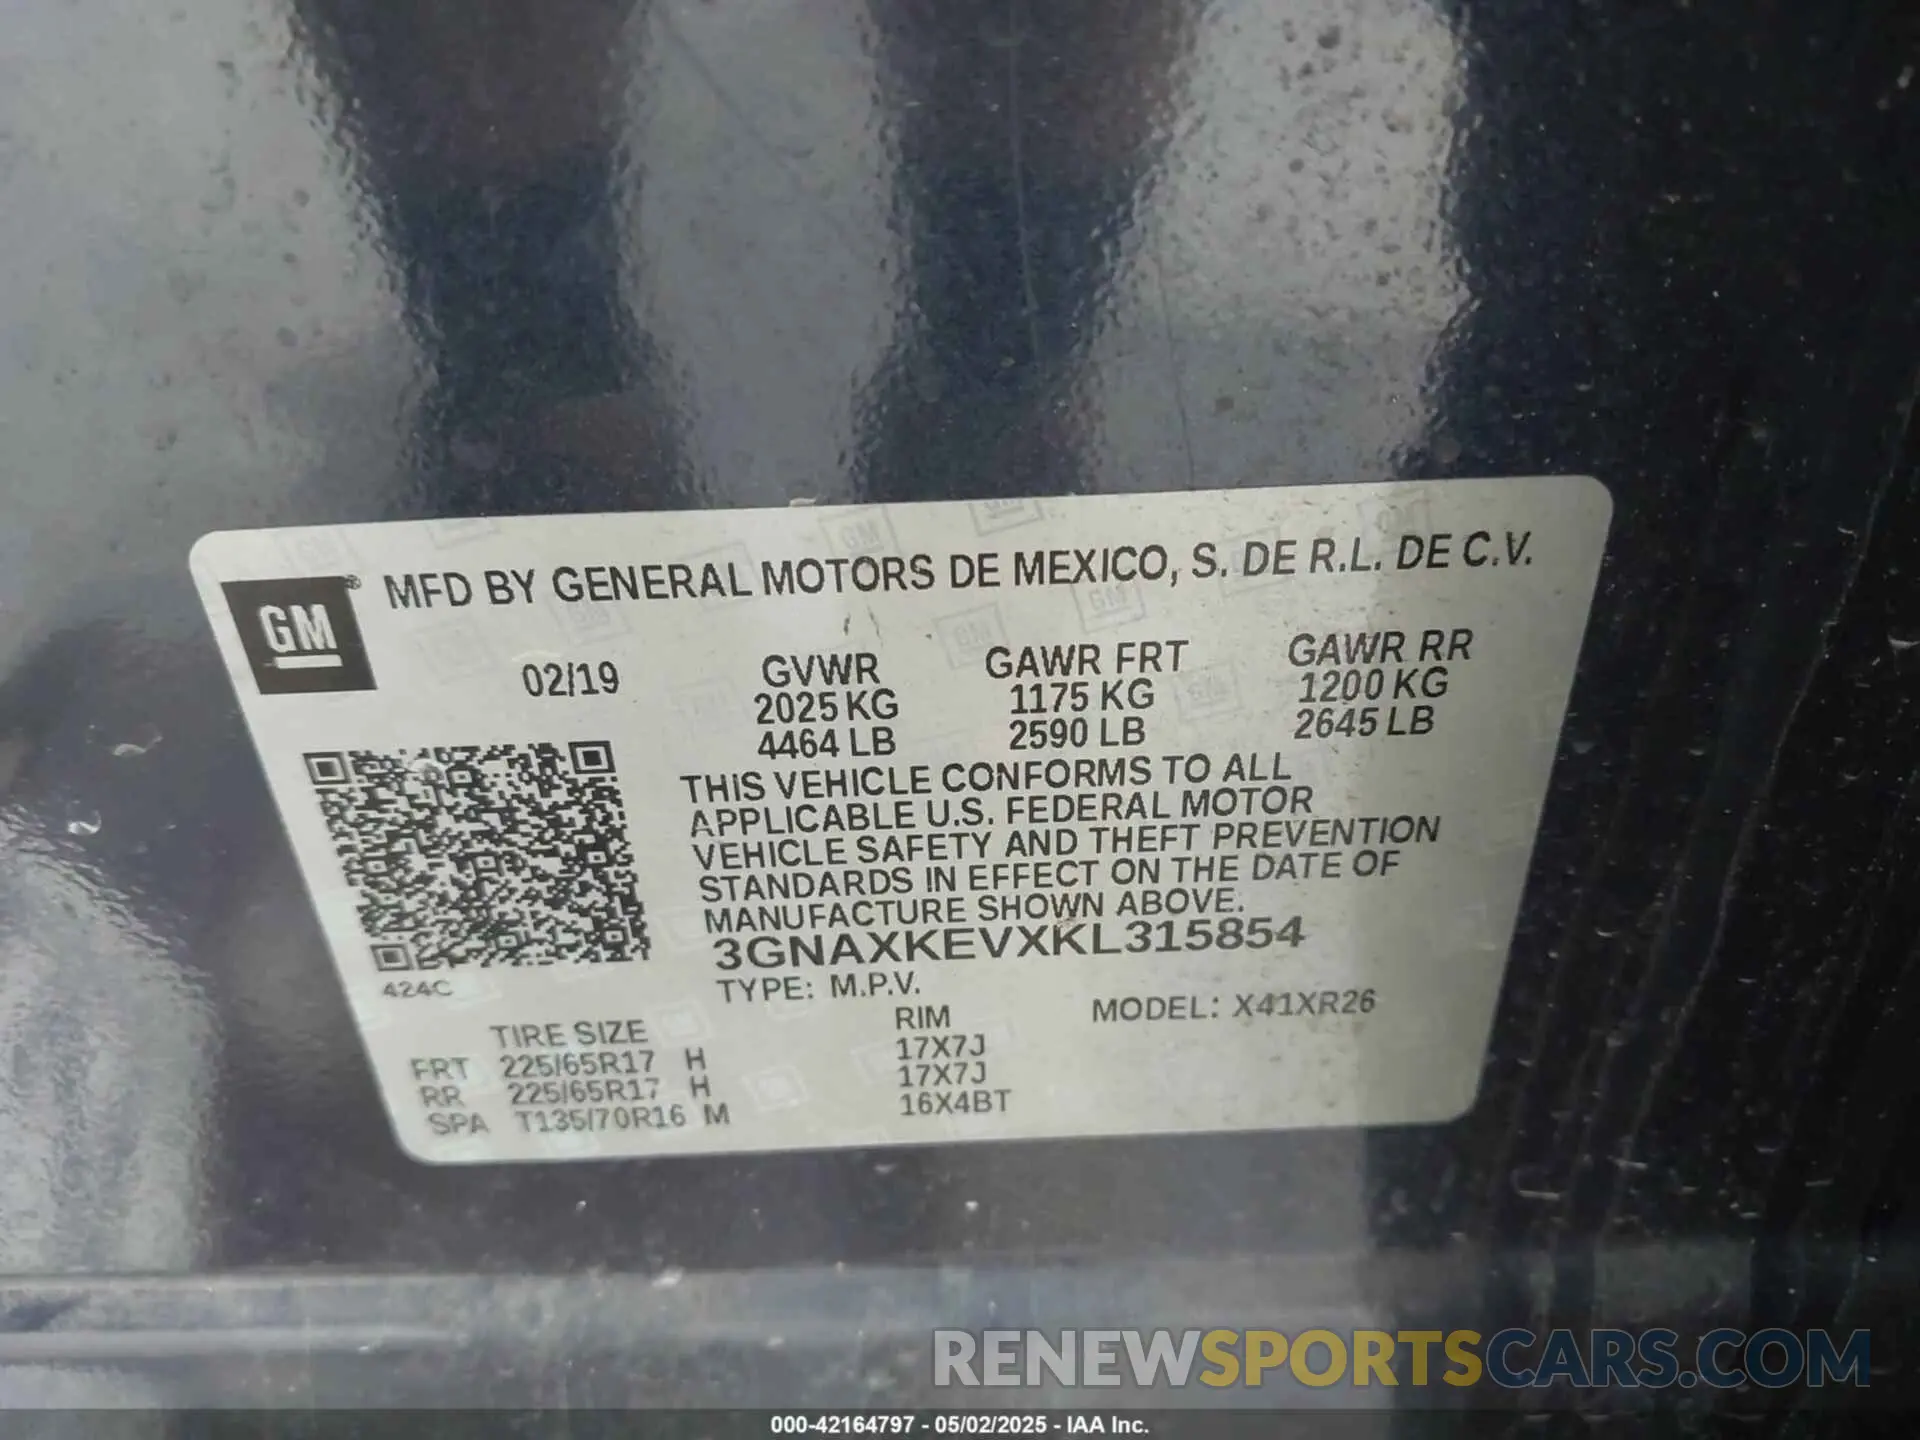 GM
® MFD BY GENERAL MOTORS DE MEXICO, S. DE R.L. DE C.V.
02/19 GVWR GAWR FRT GAWR RR
2025 KG 1175 KG 1200 KG
4464 LB 2590 LB 2645 LB
THIS VEHICLE CONFORMS TO ALL
APPLICABLE U.S. FEDERAL MOTOR
VEHICLE SAFETY AND THEFT PREVENTION
STANDARDS IN EFFECT ON THE DATE OF
MANUFACTURE SHOWN ABOVE.
3GNAXKEVXKL315854
424C
TYPE: M.P.V.
MODEL: X41XR26
TIRE SIZE RIM
FRT 225/65R17 H 17X7J
RR 225/65R17 H 17X7J
SPA T135/70R16 M 16X4BT
RENEWSPORTSCARS.COM
000-42164797 - 05/02/2025 - IAA Inc.